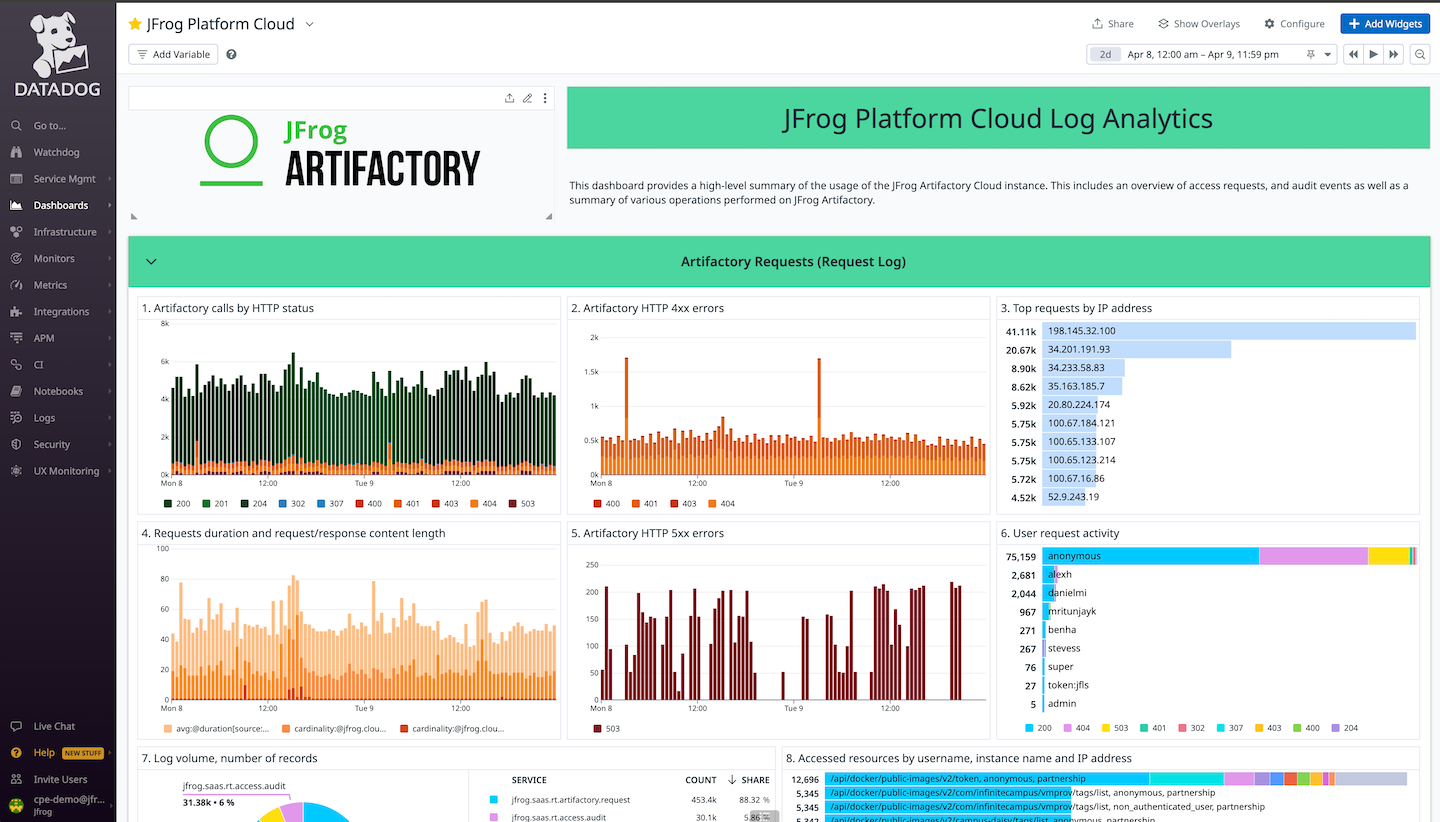 DATADOG
Go to...
Watchdog
Service Mgmt
Dashboards
Infrastructure
Monitors
Metrics
Integrations
APM
CI
Notebooks
Logs
Security
UX Monitoring
Live Chat
Help NEW STUFF
Invite Users
cpe-demo@jfr...
Jfrog
JFrog Platform Cloud
Share
Show Overlays
Configure
+ Add Widgets
Add Variable
?
2d Apr 8, 12:00 am – Apr 9, 11:59 pm
JFrog
ARTIFACTORY
JFrog Platform Cloud Log Analytics
This dashboard provides a high-level summary of the usage of the JFrog Artifactory Cloud instance. This includes an overview of access requests, and audit events as well as a
summary of various operations performed on JFrog Artifactory.
Artifactory Requests (Request Log)
1. Artifactory calls by HTTP status
8k
6k
4k
2k
0k
Mon 8 12:00 Tue 9 12:00
200 201 204 302 307 400 401 403 404 503
2. Artifactory HTTP 4xx errors
2k
1.5k
1k
0.5k
0k
Mon 8 12:00 Tue 9 12:00
400 401 403 404
3. Top requests by IP address
41.11k 198.145.32.100
20.67k 34.201.191.93
8.90k 34.233.58.83
8.62k 35.163.185.7
5.92k 20.80.224.174
5.75k 100.67.184.121
5.75k 100.65.133.107
5.75k 100.65.123.214
5.72k 100.67.16.86
4.52k 52.9.243.19
4. Requests duration and request/response content length
100
80
60
40
20
0
Mon 8 12:00 Tue 9 12:00
avg:@duration[source:... cardinality:@jfrog.clou... cardinality:@jfrog.clou...
5. Artifactory HTTP 5xx errors
250
200
150
100
50
0
Mon 8 12:00 Tue 9 12:00
503
6. User request activity
75,159 anonymous
2,681 alexh
2,044 danielmi
967 mritunjayk
271 benha
267 stevess
76 super
27 token:jfls
5 admin
200 404 503 401 302 307 403 400 204
7. Log volume, number of records
jfrog.saas.rt.access.audit
31.38k • 6 %
SERVICE COUNT ↓ SHARE
jfrog.saas.rt.artifactory.request 453.4k 88.32 %
jfrog.saas.rt.access.audit 30.1k 5.86 %
8. Accessed resources by username, instance name and IP address
12,696 /api/docker/public-images/v2/token, anonymous, partnership
5,345 /api/docker/public-images/v2/com/infinitecampus/vmprov/tags/list, anonymous, partnership
5,345 /api/docker/public-images/v2/com/infinitecampus/vmprov/tags/list, non_authenticated_user, partnership
5,342 /api/docker/public-images/v2/campus-daisy/tags/list, anonymous, partnership